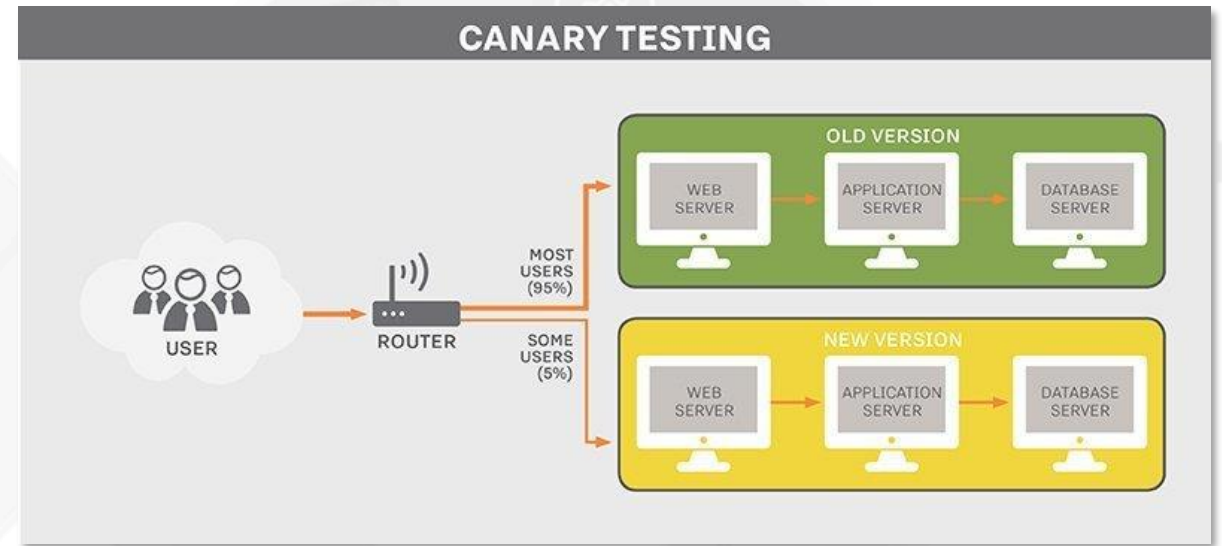 CANARY TESTING
OLD VERSION
WEB
SERVER
APPLICATION
SERVER
DATABASE
SERVER
MOST
USERS
(95%)
USER
ROUTER
SOME
USERS
(5%)
NEW VERSION
WEB
SERVER
APPLICATION
SERVER
DATABASE
SERVER